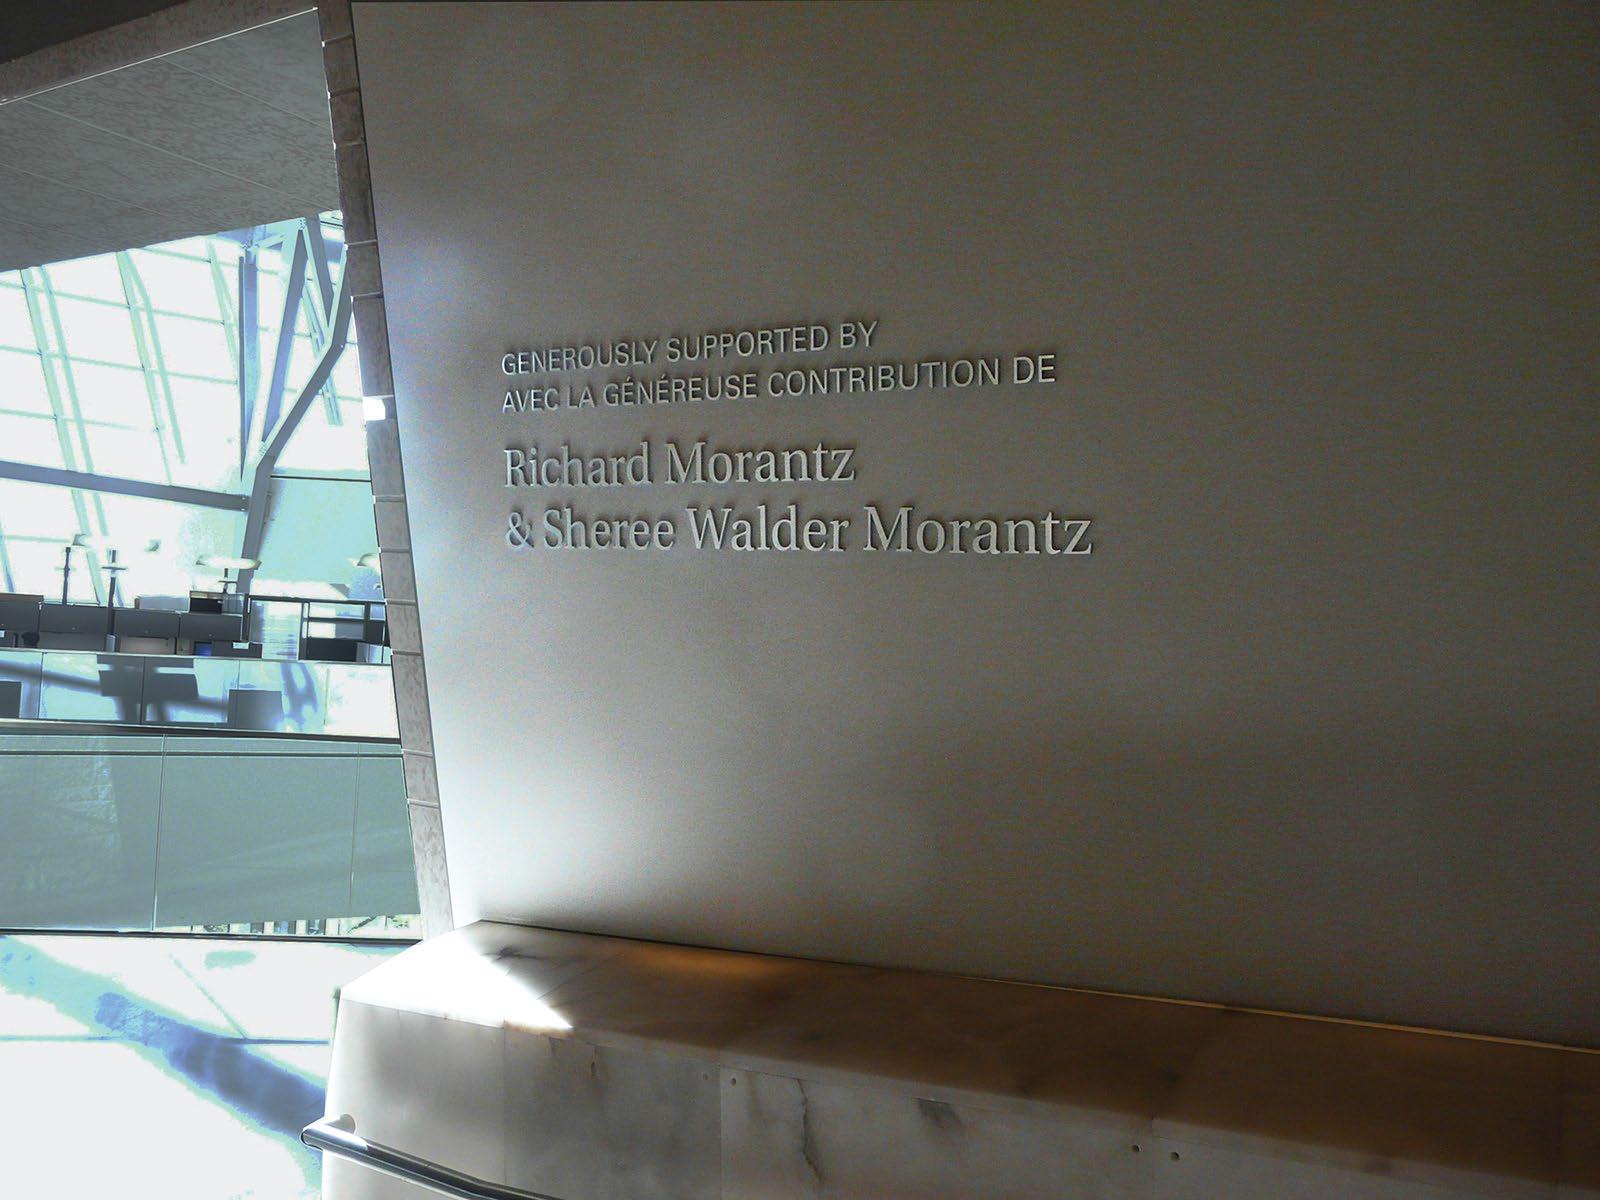 GENEROUSLY SUPPORTED BY
AVEC LA GÉNÉREUSE CONTRIBUTION DE
Richard Morantz
& Sheree Walder Morantz